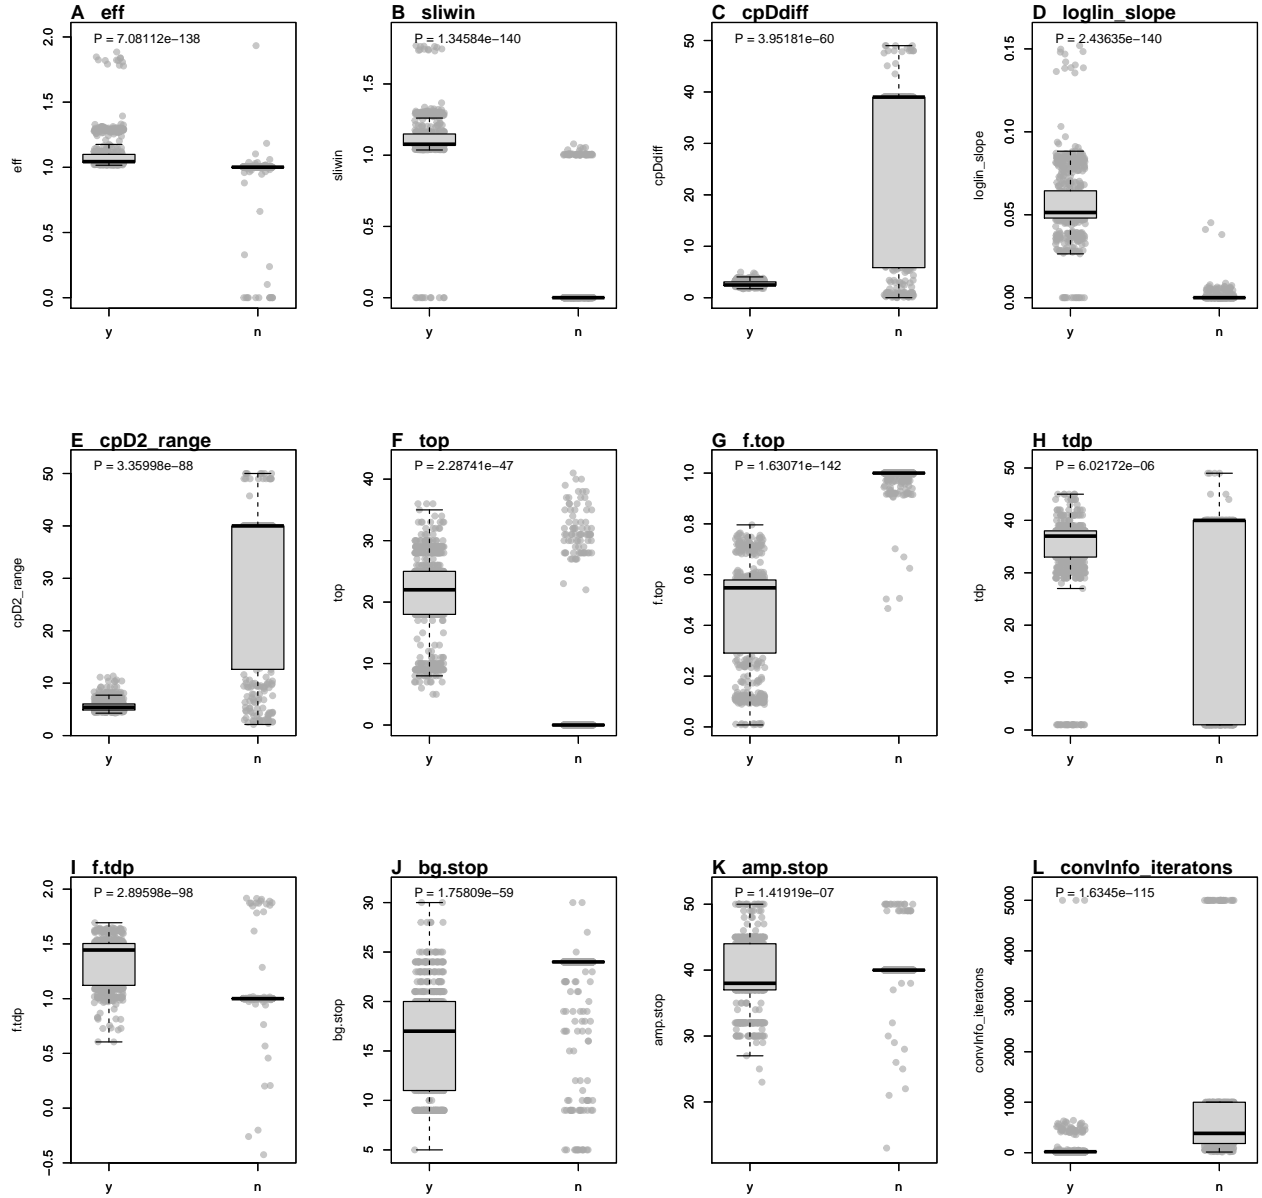 A eff
P = 7.08112e−138
2.0
1.5
1.0
0.5
0.0
eff
y n
B sliwin
P = 1.34584e−140
1.5
1.0
0.5
0.0
sliwin
y n
C cpDdiff
P = 3.95181e−60
50
40
30
20
10
0
cpDdiff
y n
D loglin_slope
P = 2.43635e−140
0.15
0.10
0.05
0.00
loglin_slope
y n
E cpD2_range
P = 3.35998e−88
50
40
30
20
10
0
cpD2_range
y n
F top
P = 2.28741e−47
40
30
20
10
0
top
y n
G f.top
P = 1.63071e−142
1.0
0.8
0.6
0.4
0.2
0.0
f.top
y n
H tdp
P = 6.02172e−06
50
40
30
20
10
0
tdp
y n
I f.tdp
P = 2.89598e−98
2.0
1.5
1.0
0.5
0.0
−0.5
f.tdp
y n
J bg.stop
P = 1.75809e−59
30
25
20
15
10
5
bg.stop
y n
K amp.stop
P = 1.41919e−07
50
40
30
20
amp.stop
y n
L convInfo_iteratons
P = 1.6345e−115
5000
4000
3000
2000
1000
0
convInfo_iteratons
y n